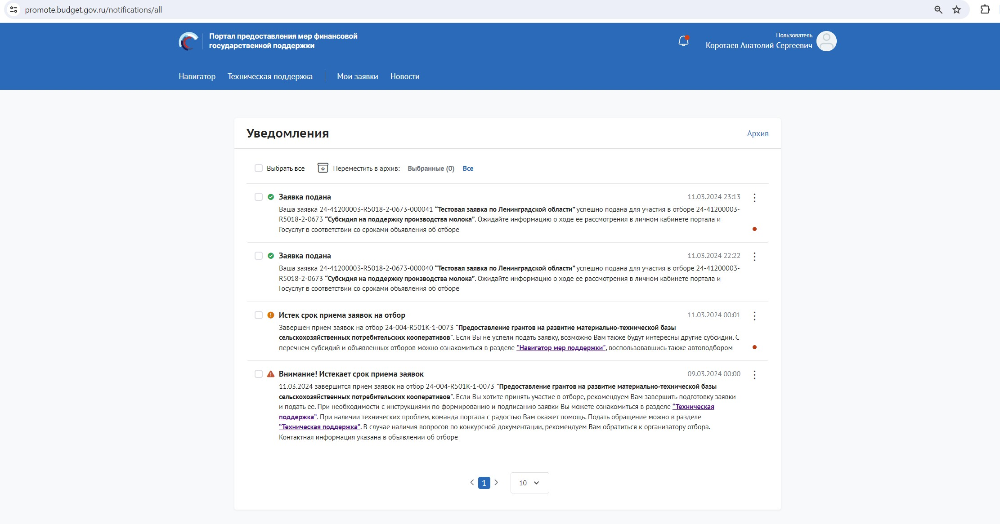 promote.budget.gov.ru/notifications/all
Портал предоставления мер финансовой
государственной поддержки
Пользователь
Коротаев Анатолий Сергеевич
Навигатор Техническая поддержка Мои заявки Новости
Уведомления Архив
Выбрать все Переместить в архив: Выбранные (0) Все
Заявка подана 11.03.2024 23:13
Ваша заявка 24-41200003-R5018-2-0673-000041 “Тестовая заявка по Ленинградской области” успешно подана для участия в отборе 24-41200003-
R5018-2-0673 “Субсидия на поддержку производства молока”. Ожидайте информацию о ходе ее рассмотрения в личном кабинете портала и
Госуслуг в соответствии со сроками объявления об отборе
Заявка подана 11.03.2024 22:22
Ваша заявка 24-41200003-R5018-2-0673-000040 “Тестовая заявка по Ленинградской области” успешно подана для участия в отборе 24-41200003-
R5018-2-0673 “Субсидия на поддержку производства молока”. Ожидайте информацию о ходе ее рассмотрения в личном кабинете портала и
Госуслуг в соответствии со сроками объявления об отборе
Истек срок приема заявок на отбор 11.03.2024 00:01
Завершен прием заявок на отбор 24-004-R501K-1-0073 "Предоставление грантов на развитие материально-технической базы
сельскохозяйственных потребительских кооперативов". Если Вы не успели подать заявку, возможно Вам также будут интересны другие субсидии. С
перечнем субсидий и объявленных отборов можно ознакомиться в разделе "Навигатор мер поддержки", воспользовавшись также автоподбором
Внимание! Истекает срок приема заявок 09.03.2024 00:00
11.03.2024 завершится прием заявок на отбор 24-004-R501K-1-0073 "Предоставление грантов на развитие материально-технической базы
сельскохозяйственных потребительских кооперативов". Если Вы хотите принять участие в отборе, рекомендуем Вам завершить подготовку заявки
и подать ее. При необходимости с инструкциями по формированию и подписанию заявки Вы можете ознакомиться в разделе “Техническая
поддержка”. При наличии технических проблем, команда портала с радостью Вам окажет помощь. Подать обращение можно в разделе
“Техническая поддержка”. В случае наличия вопросов по конкурсной документации, рекомендуем Вам обратиться к организатору отбора.
Контактная информация указана в объявлении об отборе
1 10